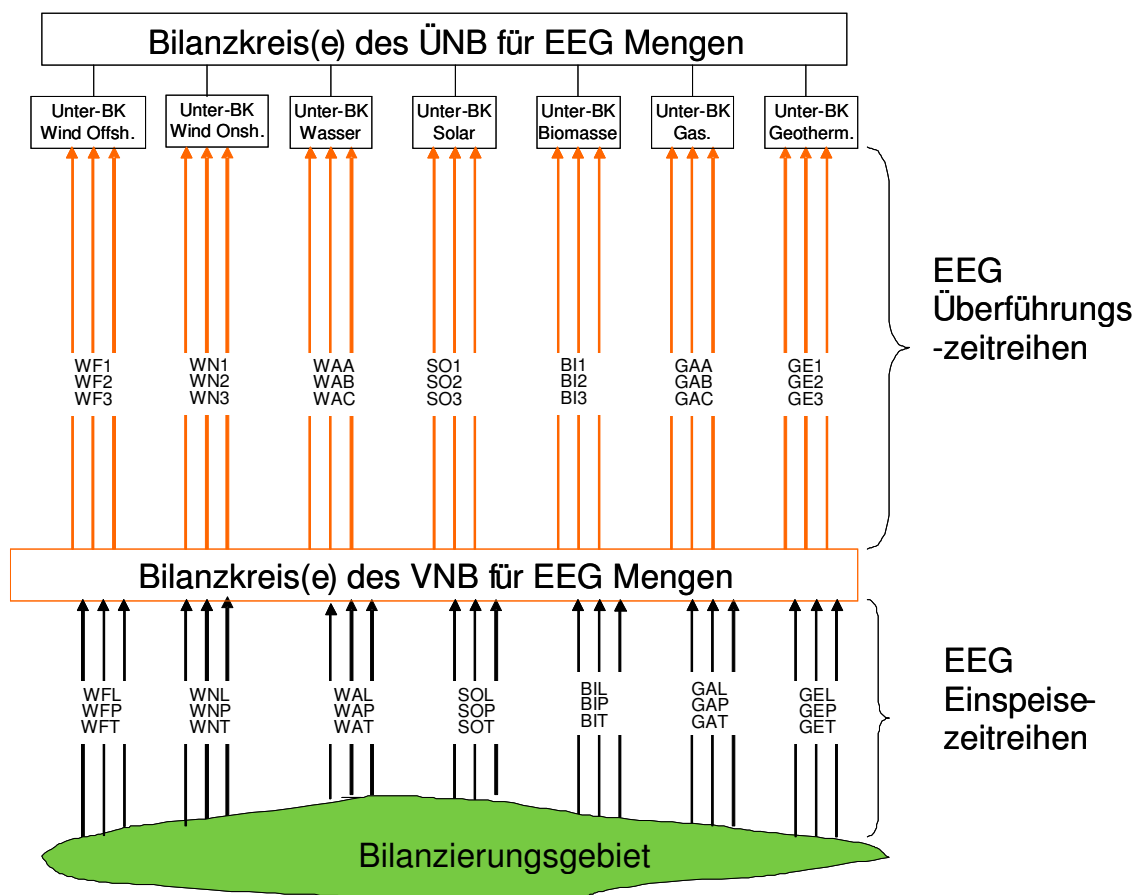 Bilanzkreis(e) des ÜNB für EEG Mengen
Unter-BK
Wind Offsh.
Unter-BK
Wind Onsh.
Unter-BK
Wasser
Unter-BK
Solar
Unter-BK
Biomasse
Unter-BK
Gas.
Unter-BK
Geotherm.
EEG
Überführungs
-zeitreihen
WF1
WF2
WF3
WN1
WN2
WN3
WAA
WAB
WAC
SO1
SO2
SO3
BI1
BI2
BI3
GAA
GAB
GAC
GE1
GE2
GE3
Bilanzkreis(e) des VNB für EEG Mengen
WFL
WFP
WFT
WNL
WNP
WNT
WAL
WAP
WAT
SOL
SOP
SOT
BIL
BIP
BIT
GAL
GAP
GAT
GEL
GEP
GET
EEG
Einspeise-
zeitreihen
Bilanzierungsgebiet